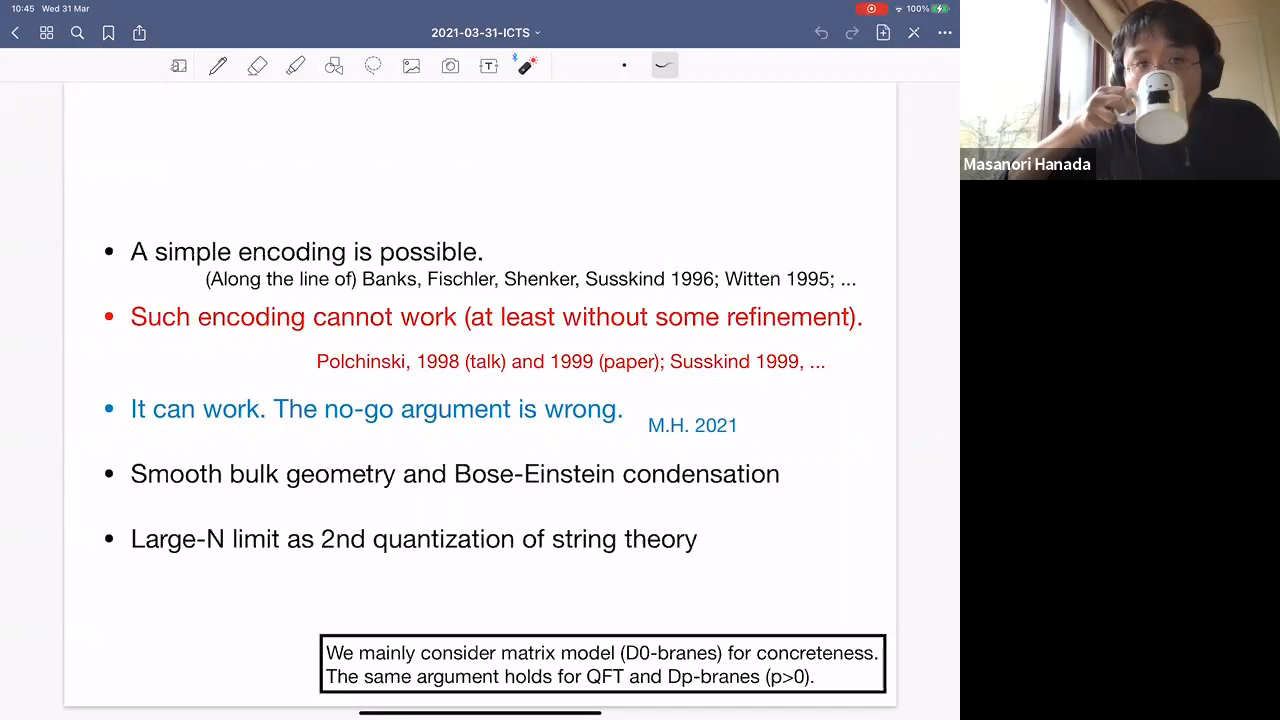 10:45 Wed 31 Mar
100%
2021-03-31-ICTS
T
• A simple encoding is possible.
(Along the line of) Banks, Fischler, Shenker, Susskind 1996; Witten 1995; ...
• Such encoding cannot work (at least without some refinement).
Polchinski, 1998 (talk) and 1999 (paper); Susskind 1999, ...
• It can work. The no-go argument is wrong.
M.H. 2021
• Smooth bulk geometry and Bose-Einstein condensation
• Large-N limit as 2nd quantization of string theory
We mainly consider matrix model (D0-branes) for concreteness.
The same argument holds for QFT and Dp-branes (p>0).
Masanori Hanada